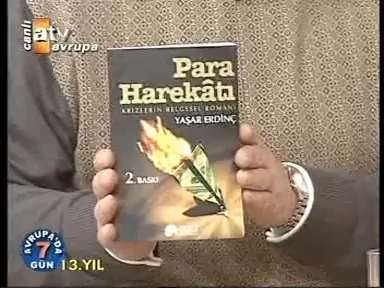 canlı
atv
avrupa
Para
Harekâtı
KRİZLERİN BELGESEL ROMANI
YAŞAR ERDİNÇ
2. BASKI
AVRUPA'DA
7
GÜN
13.YIL